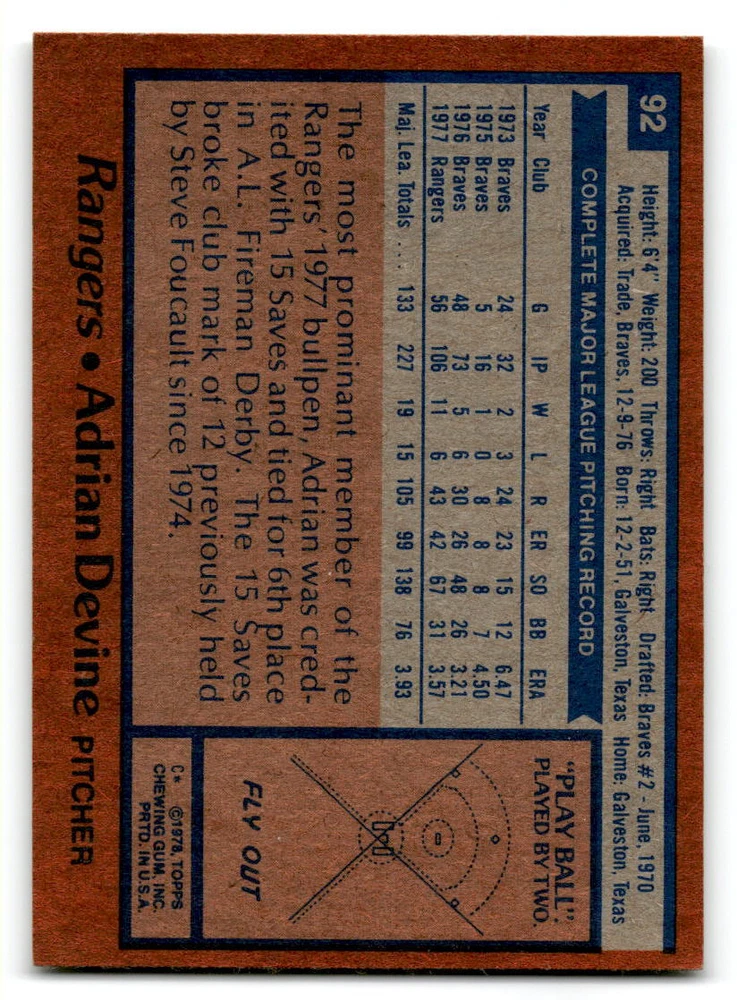 92
Height: 6'4" Weight: 200 Throws: Right Bats: Right Drafted: Braves #2 - June, 1970
Acquired: Trade, Braves, 12-9-76 Born: 12-2-51, Galveston, Texas Home: Galveston, Texas
COMPLETE MAJOR LEAGUE PITCHING RECORD
Year Club G IP W L R ER SO BB ERA
1973 Braves 24 32 2 3 24 23 15 12 6.47
1975 Braves 5 16 1 0 8 8 8 7 4.50
1976 Braves 48 73 5 6 30 26 48 26 3.21
1977 Rangers 56 106 11 6 43 42 67 31 3.57
Maj. Lea. Totals . . . 133 227 19 15 105 99 138 76 3.93
The most prominant member of the
Rangers' 1977 bullpen, Adrian was cred-
ited with 15 Saves and tied for 6th place
in A.L. Fireman Derby. The 15 Saves
broke club mark of 12 previously held
by Steve Foucault since 1974.
"PLAY BALL":
PLAYED BY TWO.
FLY OUT
C* ©1978, TOPPS
CHEWING GUM, INC.
PRTD. IN U.S.A.
Rangers • Adrian Devine PITCHER